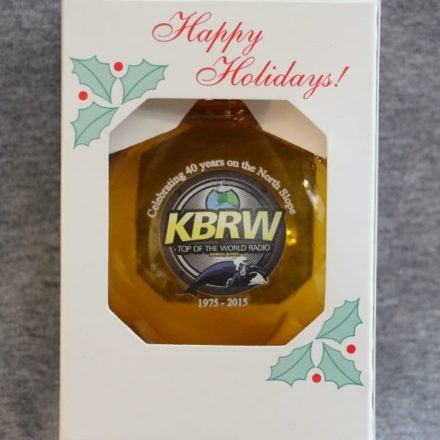 Happy
Holidays!
Celebrating 40 years on the North Slope
KBRW
TOP OF THE WORLD RADIO
1975 - 2015